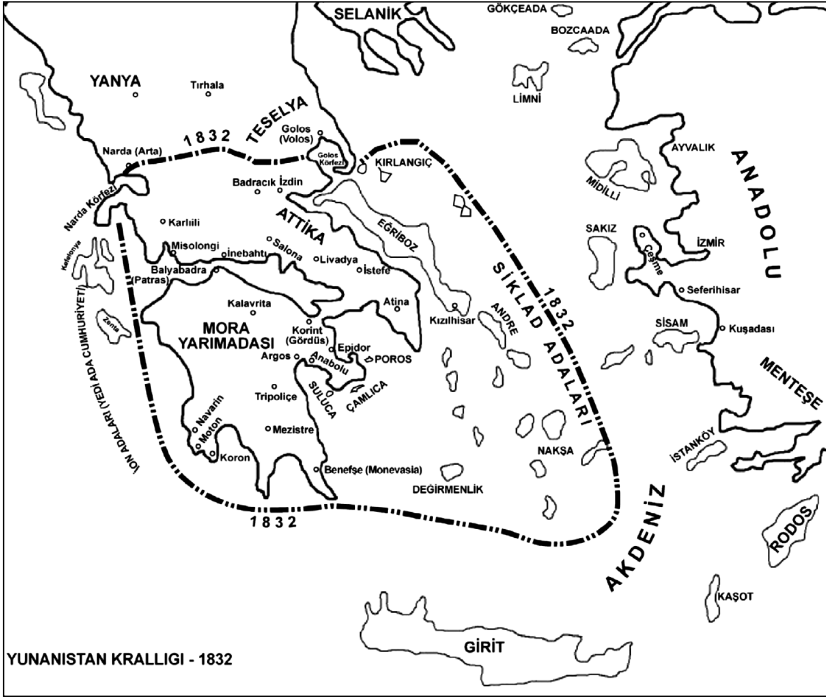 SELANİK
GÖKÇEADA
BOZCAADA
LİMNİ
YANYA
Tırhala
TESELYA
1832
Golos
(Volos)
Golos
Körfezi
KIRLANGIÇ
AYVALIK
MİDİLLİ
ANADOLU
Narda (Arta)
Narda Körfezi
Badracık
İzdin
ATTİKA
EĞRİBOZ
Karlıili
Misolongi
İnebahtı
Salona
Livadya
İstefe
Balyabadra
(Patras)
Kefalonya
Zenta
İON ADALARI (YEDİ ADA CUMHURİYETİ)
Kalavrita
MORA
YARIMADASI
Korint
(Gördüs)
Atina
Kızılhisar
ANDRE
SİKLAD ADALARI
1832
SAKIZ
Çeşme
İZMİR
Seferihisar
SİSAM
Kuşadası
Argos
Anabolu
Epidor
POROS
SULUCA
ÇAMLICA
Tripoliçe
Navarin
Moton
Koron
Mezistre
Benefşe (Monevasia)
1832
DEĞİRMENLİK
NAKŞA
MENTEŞE
İSTANKÖY
AKDENİZ
RODOS
KAŞOT
GİRİT
YUNANISTAN KRALLIGI - 1832